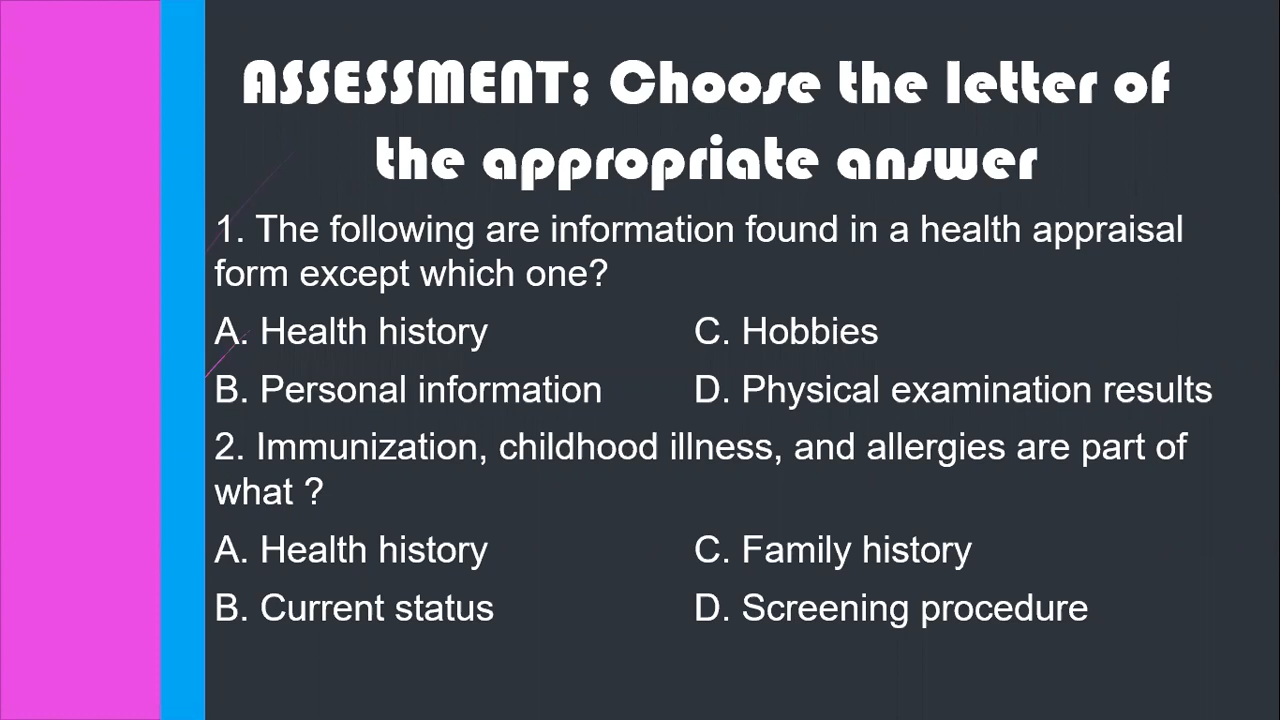 ASSESSMENT; Choose the letter of
the appropriate answer
1. The following are information found in a health appraisal
form except which one?
A. Health history C. Hobbies
B. Personal information D. Physical examination results
2. Immunization, childhood illness, and allergies are part of
what ?
A. Health history C. Family history
B. Current status D. Screening procedure